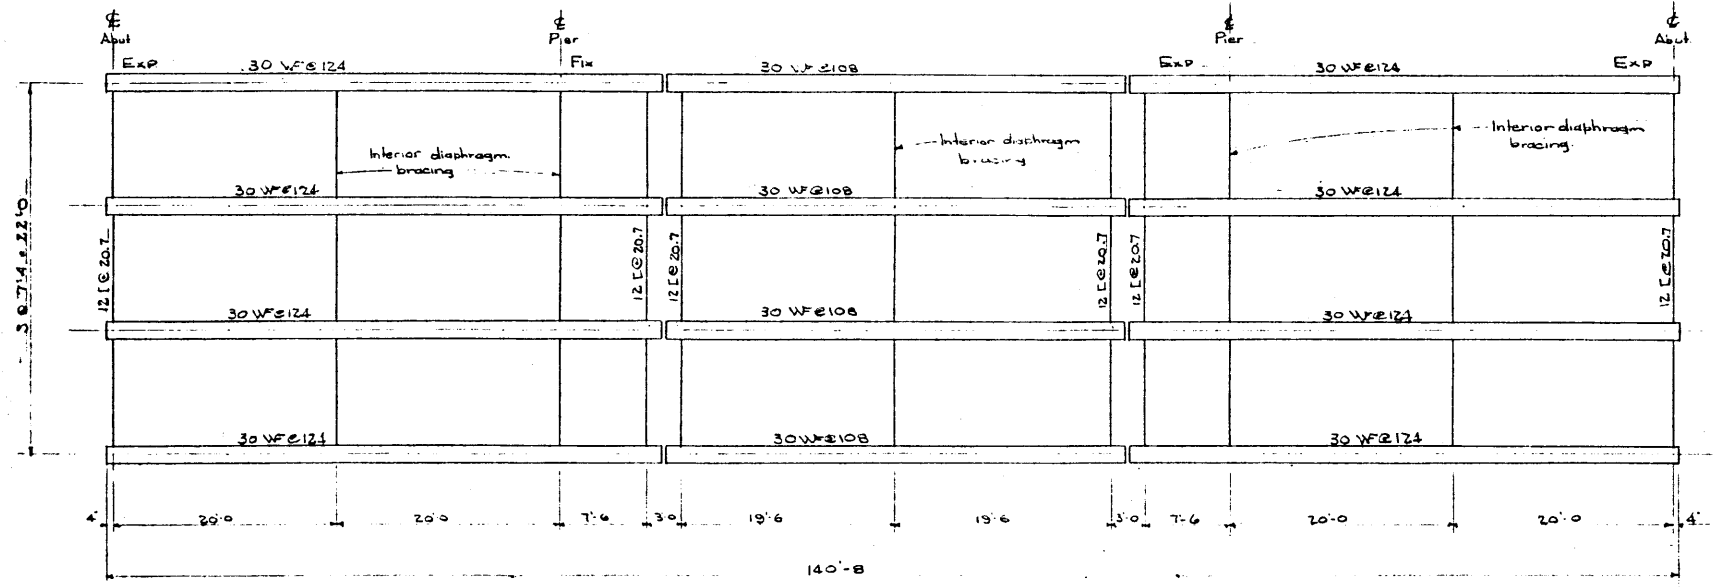 ℄ Abut
℄ Pier
℄ Pier
℄ Abut.
Exp
30 WF@124
Fix
30 WF@108
Exp
30 WF@124
Exp
Interior diaphragm
bracing
Interior diaphragm
bracing
Interior diaphragm
bracing.
30 WF@124
30 WF@108
30 WF@124
3@7'-4=22'-0
12[@20.7
12[@20.7
12[@20.7
12[@20.7
12[@20.7
12[@20.7
30 WF@124
30 WF@108
30 WF@124
30 WF@124
30 WF@108
30 WF@124
4"
20'-0
20'-0
7'-6
3'-0
19'-6
19'-6
3'-0
7'-6
20'-0
20'-0
4"
140'-8